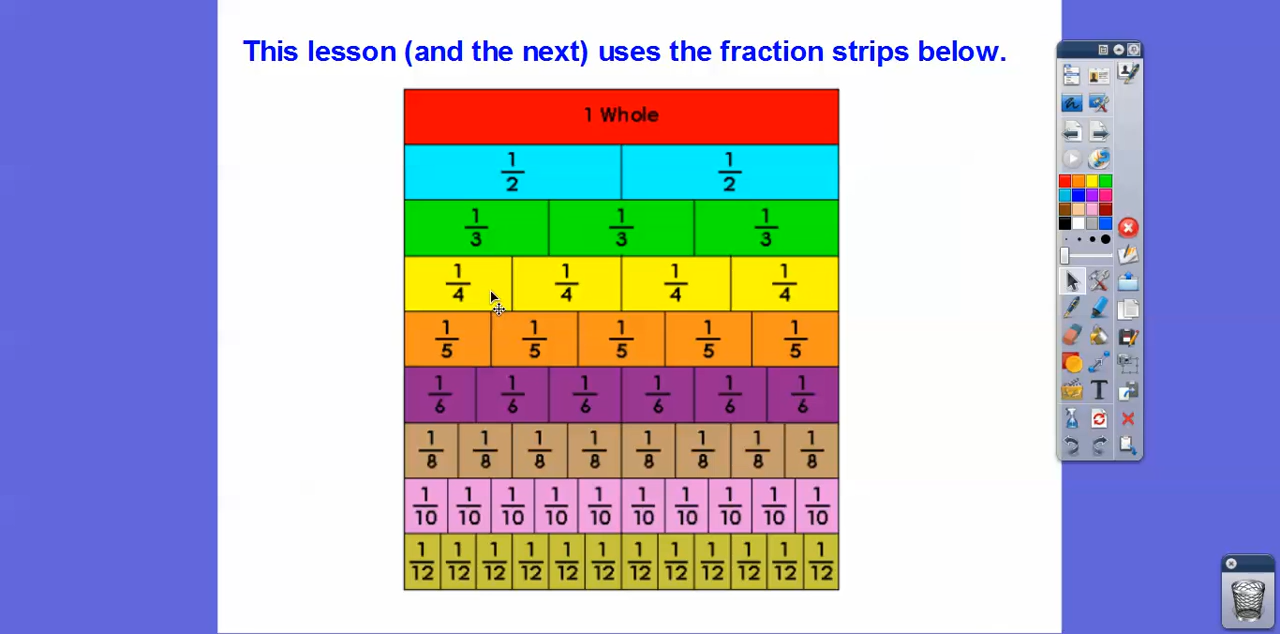 This lesson (and the next) uses the fraction strips below.
1 Whole
1/2 1/2
1/3 1/3 1/3
1/4 1/4 1/4 1/4
1/5 1/5 1/5 1/5 1/5
1/6 1/6 1/6 1/6 1/6 1/6
1/8 1/8 1/8 1/8 1/8 1/8 1/8 1/8
1/10 1/10 1/10 1/10 1/10 1/10 1/10 1/10 1/10 1/10
1/12 1/12 1/12 1/12 1/12 1/12 1/12 1/12 1/12 1/12 1/12 1/12
T